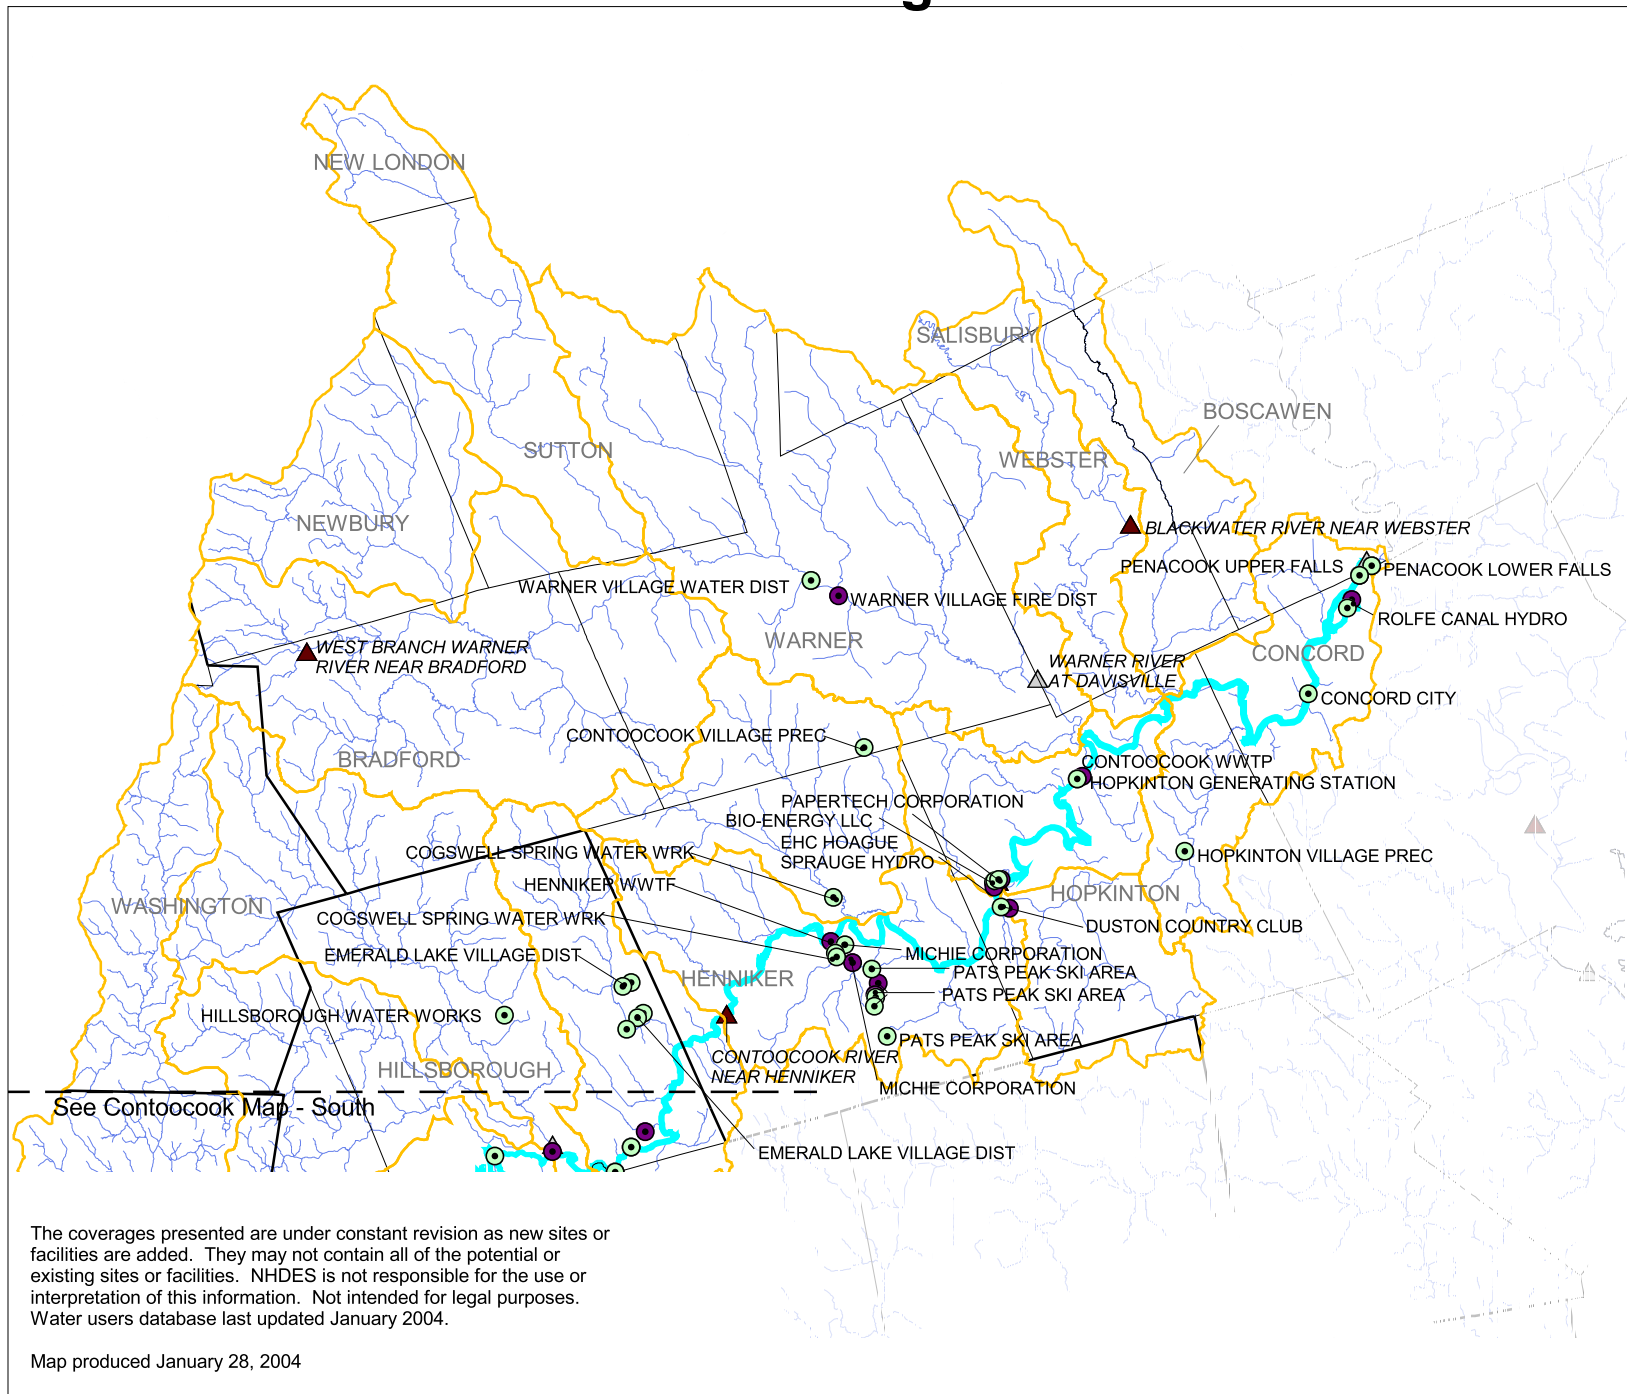 g
NEW LONDON
SALISBURY
BOSCAWEN
SUTTON
WEBSTER
NEWBURY
BLACKWATER RIVER NEAR WEBSTER
PENACOOK UPPER FALLS
PENACOOK LOWER FALLS
WARNER VILLAGE WATER DIST
WARNER VILLAGE FIRE DIST
ROLFE CANAL HYDRO
WARNER
WEST BRANCH WARNER
RIVER NEAR BRADFORD
CONCORD
WARNER RIVER
AT DAVISVILLE
CONCORD CITY
CONTOOCOOK VILLAGE PREC
BRADFORD
CONTOOCOOK WWTP
HOPKINTON GENERATING STATION
PAPERTECH CORPORATION
BIO-ENERGY LLC
EHC HOAGUE
SPRAUGE HYDRO
COGSWELL SPRING WATER WRK
HOPKINTON VILLAGE PREC
HENNIKER WWTF
HOPKINTON
WASHINGTON
COGSWELL SPRING WATER WRK
DUSTON COUNTRY CLUB
EMERALD LAKE VILLAGE DIST
MICHIE CORPORATION
PATS PEAK SKI AREA
HENNIKER
PATS PEAK SKI AREA
HILLSBOROUGH WATER WORKS
PATS PEAK SKI AREA
CONTOOCOOK RIVER
NEAR HENNIKER
HILLSBOROUGH
MICHIE CORPORATION
See Contoocook Map - South
EMERALD LAKE VILLAGE DIST
The coverages presented are under constant revision as new sites or
facilities are added.  They may not contain all of the potential or
existing sites or facilities.  NHDES is not responsible for the use or
interpretation of this information.  Not intended for legal purposes.
Water users database last updated January 2004.
Map produced January 28, 2004